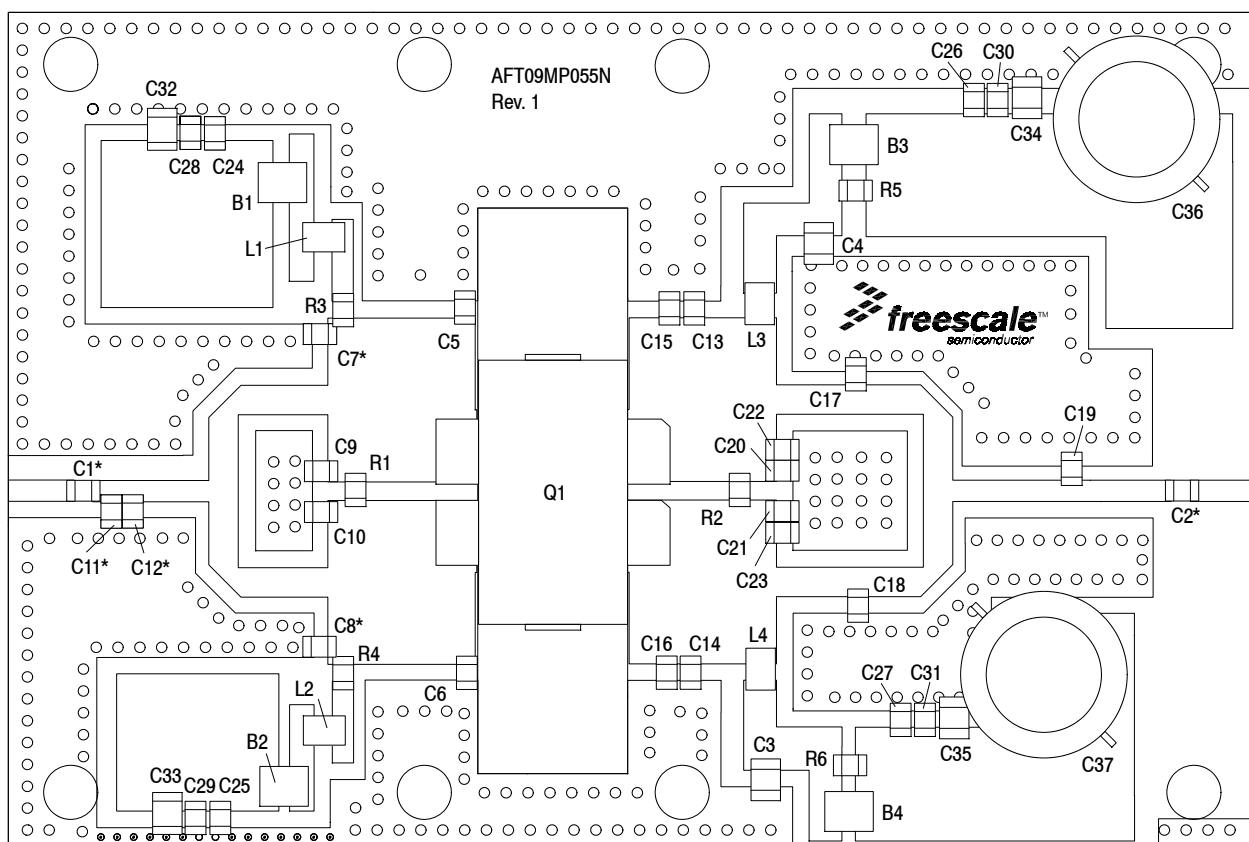 AFT09MP055N
Rev. 1
C26 C30
C32
C34
B3
C28 C24
R5
B1
C36
L1
C4
R3
freescale™
semiconductor
C5
C15 C13 L3
C7*
C17
C22
C19
C9
C20
R1
C1*
Q1
R2
C2*
C10
C21
C11* C12*
C23
C18
C8*
L4
R4
C16 C14
C6
C27 C31
L2
B2
C3
R6
C35
C37
C33
C29 C25
B4